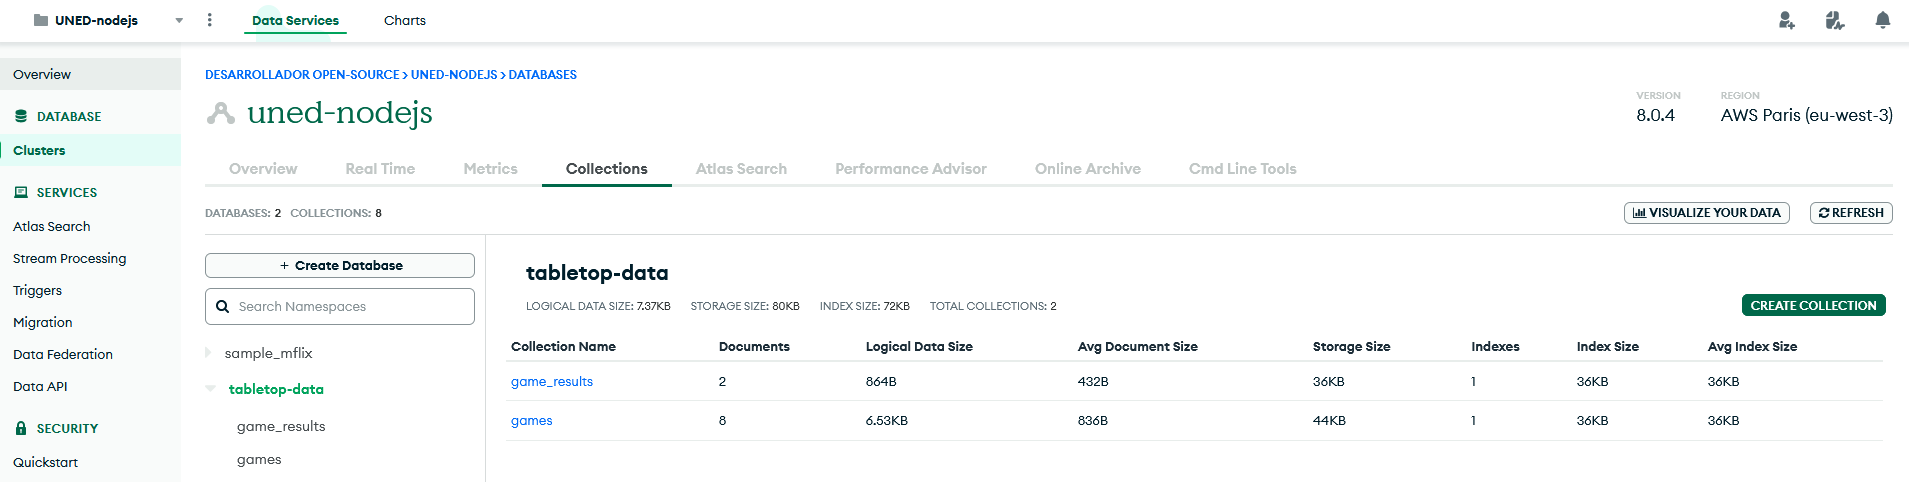 UNED-nodejs Data Services Charts
Overview
DATABASE
Clusters
SERVICES
Atlas Search
Stream Processing
Triggers
Migration
Data Federation
Data API
SECURITY
Quickstart
DESARROLLADOR OPEN-SOURCE > UNED-NODEJS > DATABASES
uned-nodejs
VERSION REGION
8.0.4 AWS Paris (eu-west-3)
Overview Real Time Metrics Collections Atlas Search Performance Advisor Online Archive Cmd Line Tools
DATABASES: 2 COLLECTIONS: 8 VISUALIZE YOUR DATA REFRESH
+ Create Database
Search Namespaces
sample_mflix
tabletop-data
game_results
games
tabletop-data
LOGICAL DATA SIZE: 7.37KB STORAGE SIZE: 80KB INDEX SIZE: 72KB TOTAL COLLECTIONS: 2 CREATE COLLECTION
Collection Name Documents Logical Data Size Avg Document Size Storage Size Indexes Index Size Avg Index Size
game_results 2 864B 432B 36KB 1 36KB 36KB
games 8 6.53KB 836B 44KB 1 36KB 36KB